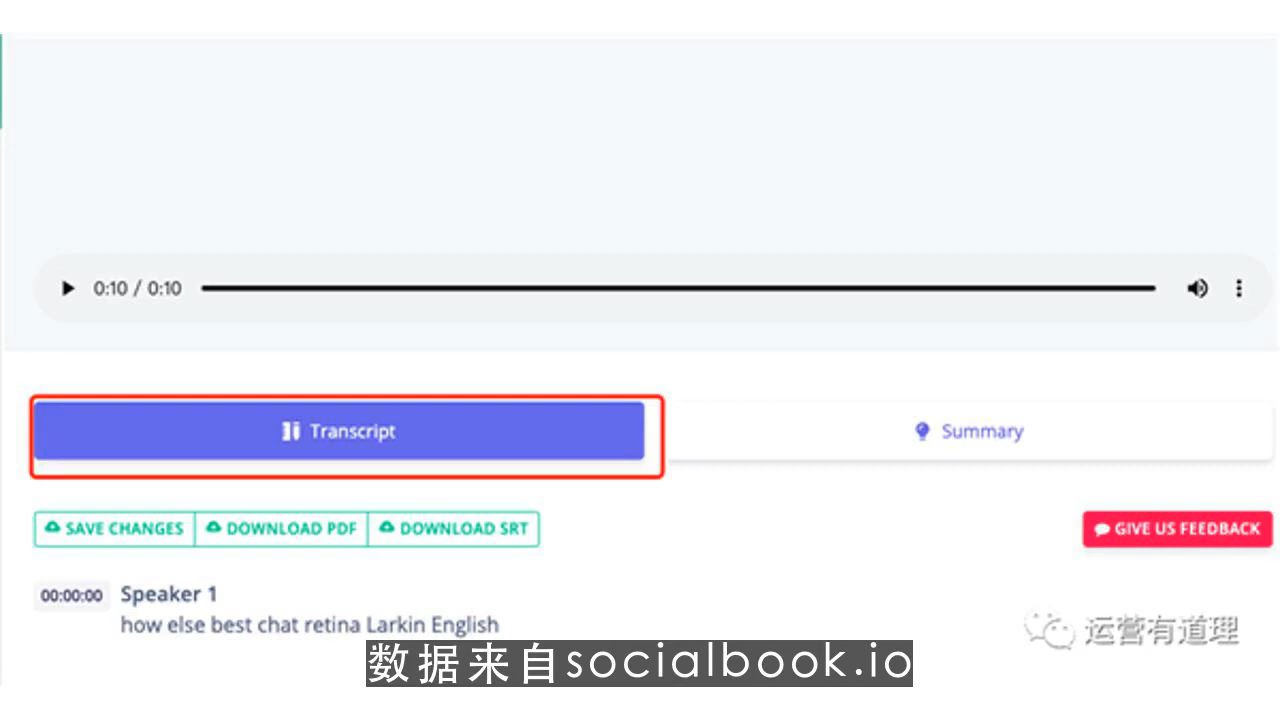 0:10 / 0:10
Transcript
Summary
SAVE CHANGES
DOWNLOAD PDF
DOWNLOAD SRT
GIVE US FEEDBACK
00:00:00
Speaker 1
how else best chat retina Larkin English
运营有道理
数据来自socialbook.io